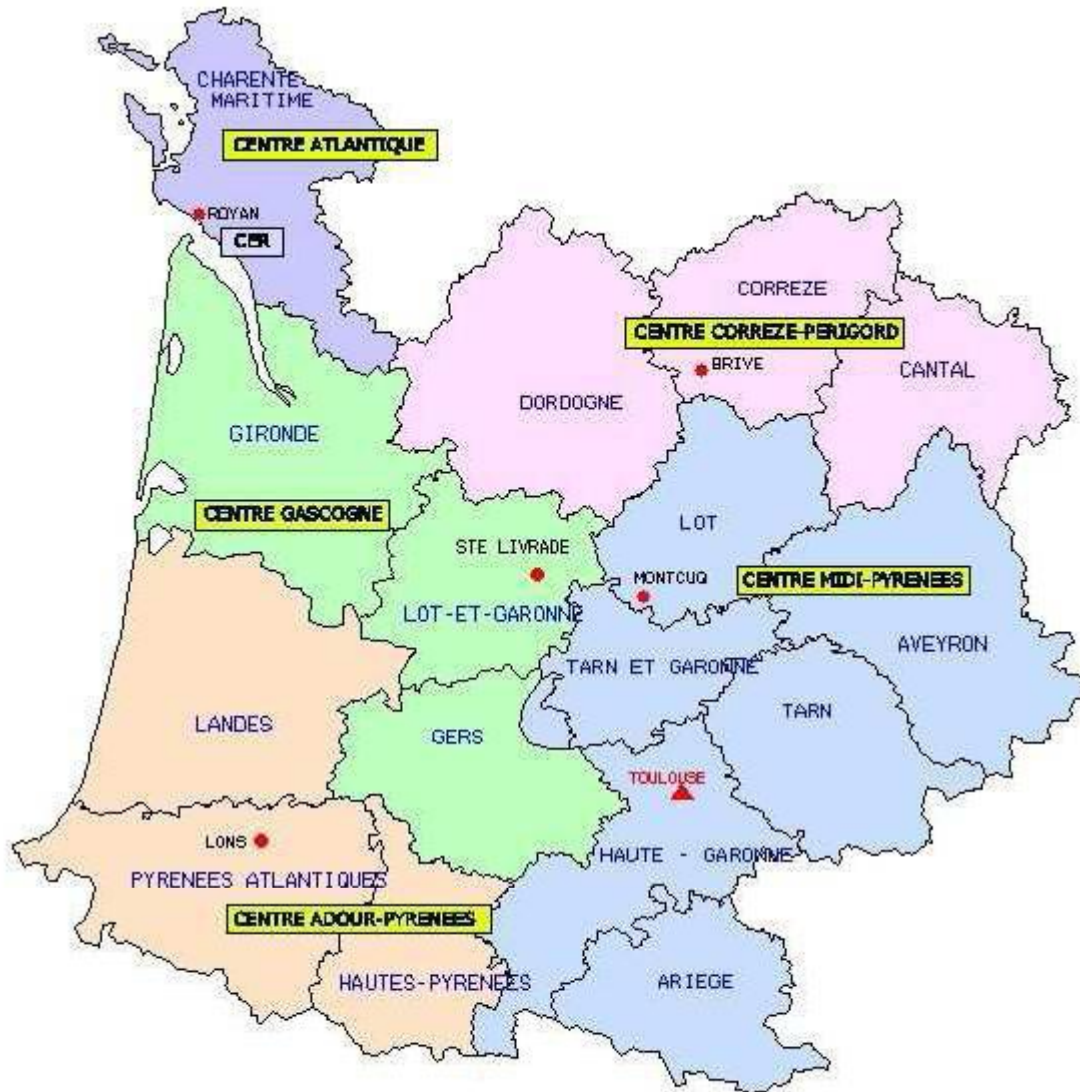 CHARENTE
MARITIME
CENTRE ATLANTIQUE
ROYAN
CER
CORREZE
CENTRE CORREZE-PERIGORD
BRIVE
CANTAL
DORDOGNE
GIRONDE
CENTRE GASCOGNE
LOT
STE LIVRADE
MONTCUQ
CENTRE MIDI-PYRENEES
LOT-ET-GARONNE
AVEYRON
TARN ET GARONNE
TARN
LANDES
GERS
TOULOUSE
LONS
HAUTE - GARONNE
PYRENEES ATLANTIQUES
CENTRE ADOUR-PYRENEES
HAUTES-PYRENEES
ARIEGE